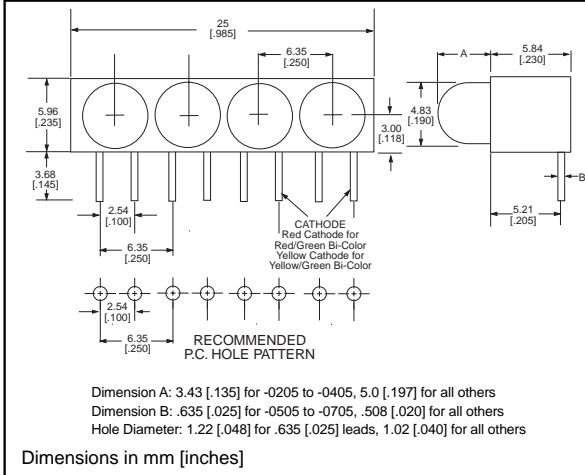 25
[.985]
6.35
[.250]
A
5.84
[.230]
5.96
[.235]
3.00
[.118]
4.83
[.190]
3.68
[.145]
B
2.54
[.100]
6.35
[.250]
CATHODE
Red Cathode for
Red/Green Bi-Color
Yellow Cathode for
Yellow/Green Bi-Color
5.21
[.205]
2.54
[.100]
6.35
[.250]
RECOMMENDED
P.C. HOLE PATTERN
Dimension A: 3.43 [.135] for -0205 to -0405, 5.0 [.197] for all others
Dimension B: .635 [.025] for -0505 to -0705, .508 [.020] for all others
Hole Diameter: 1.22 [.048] for .635 [.025] leads, 1.02 [.040] for all others
Dimensions in mm [inches]